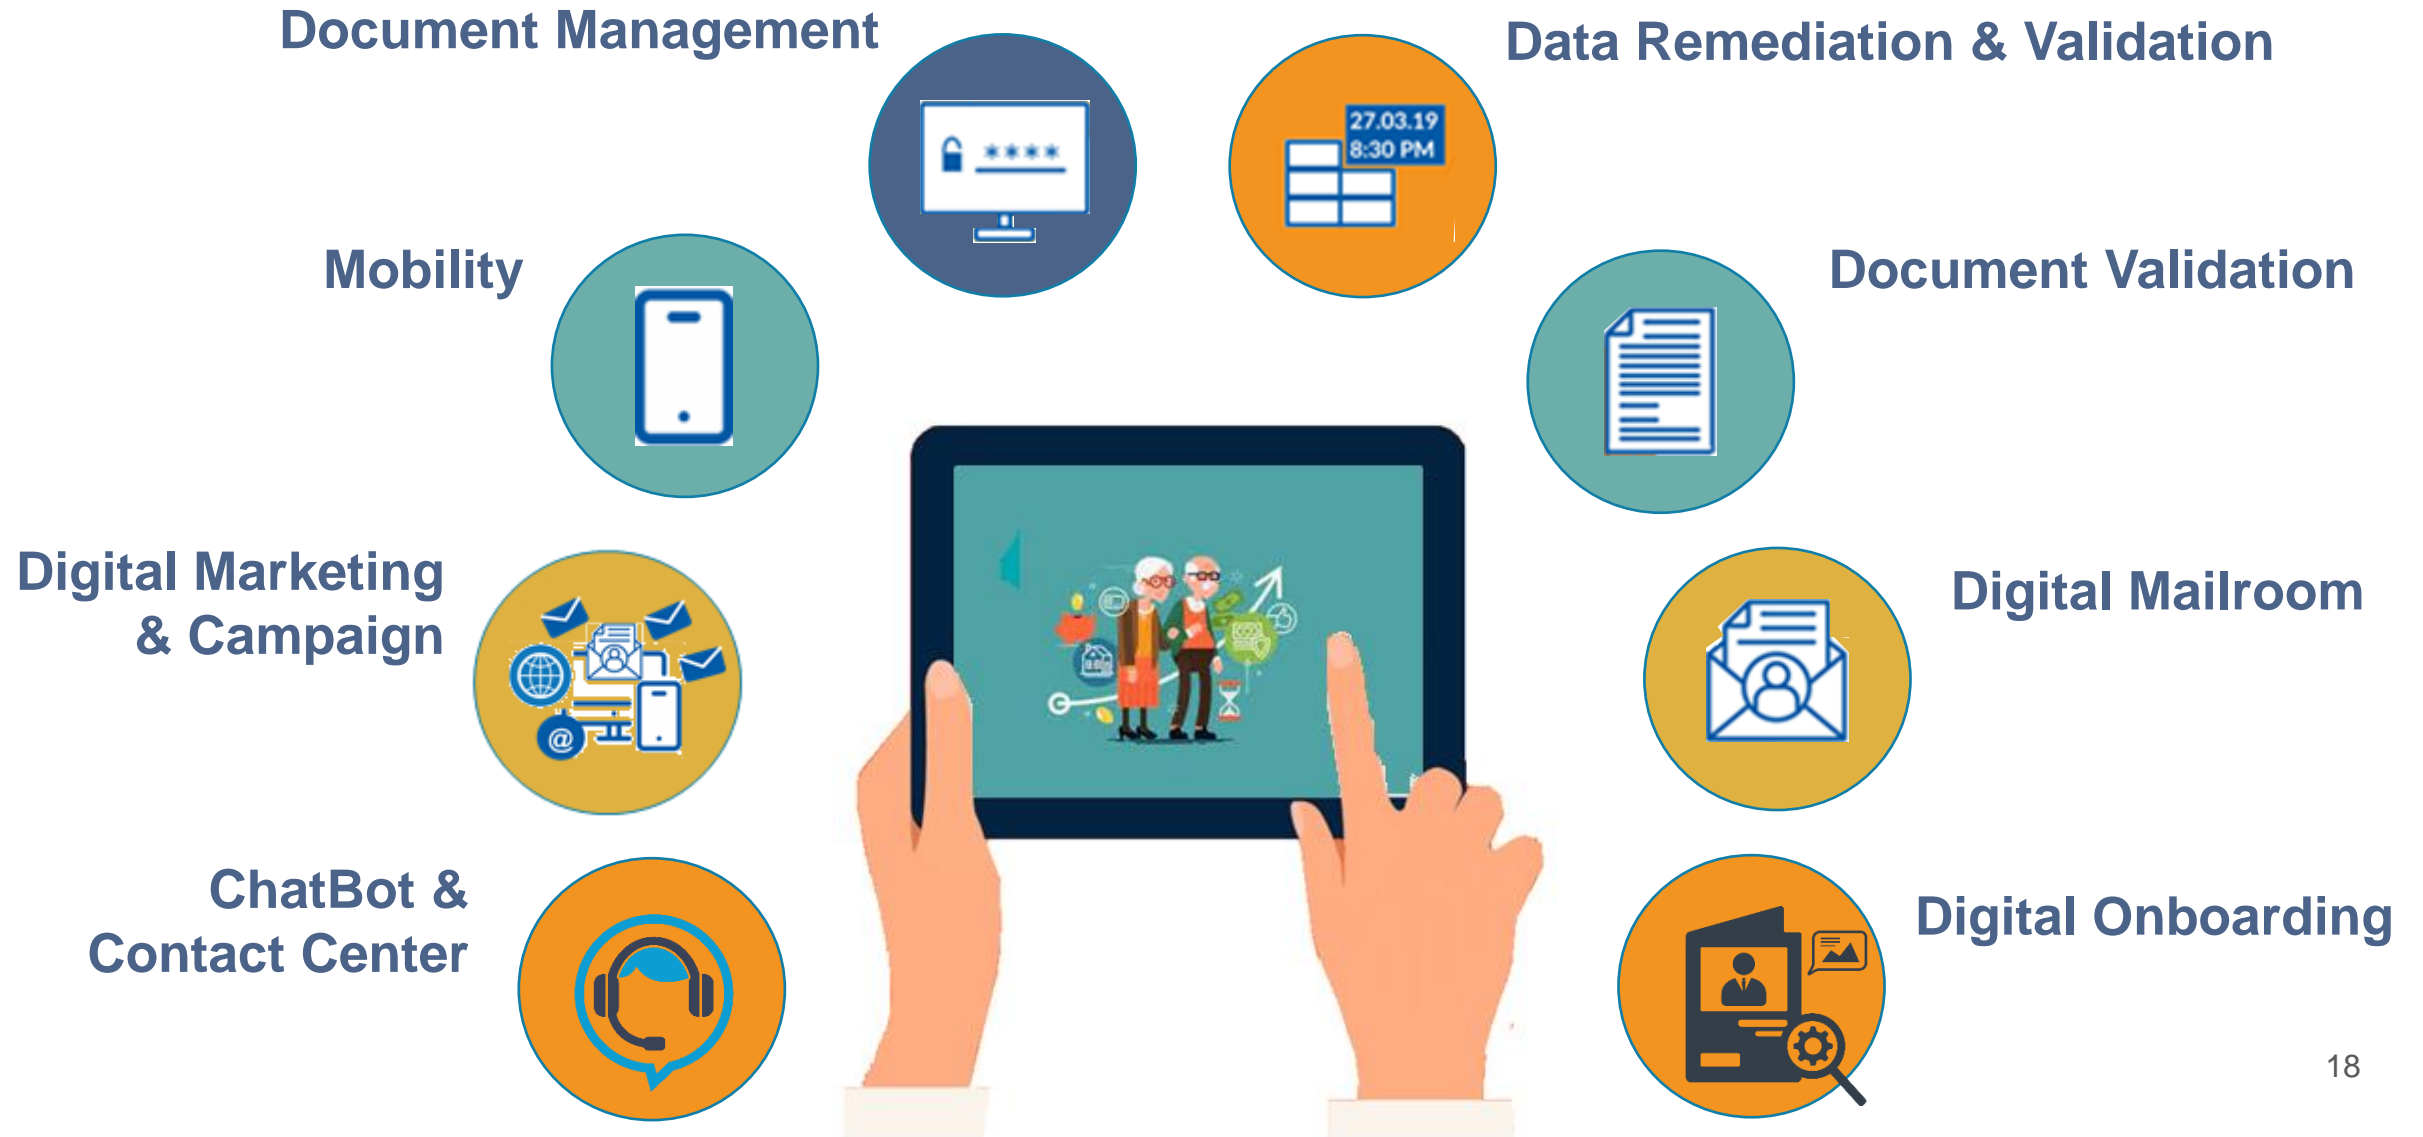 Document Management
Data Remediation & Validation
27.03.19
8:30 PM
****
Mobility
Document Validation
Digital Marketing
& Campaign
@
Digital Mailroom
ChatBot &
Contact Center
Digital Onboarding
18